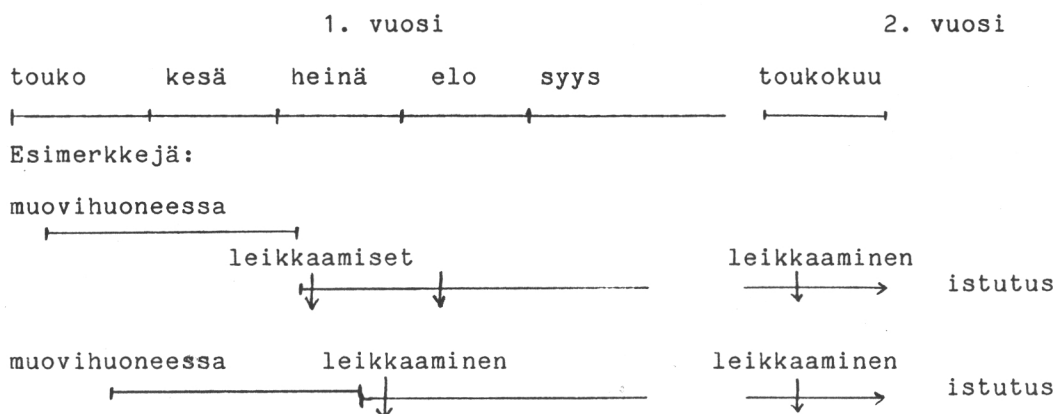 1. vuosi 2. vuosi
touko kesä heinä elo syys toukokuu
Esimerkkejä:
muovihuoneessa
leikkaamiset leikkaaminen
istutus
muovihuoneessa leikkaaminen leikkaaminen
istutus